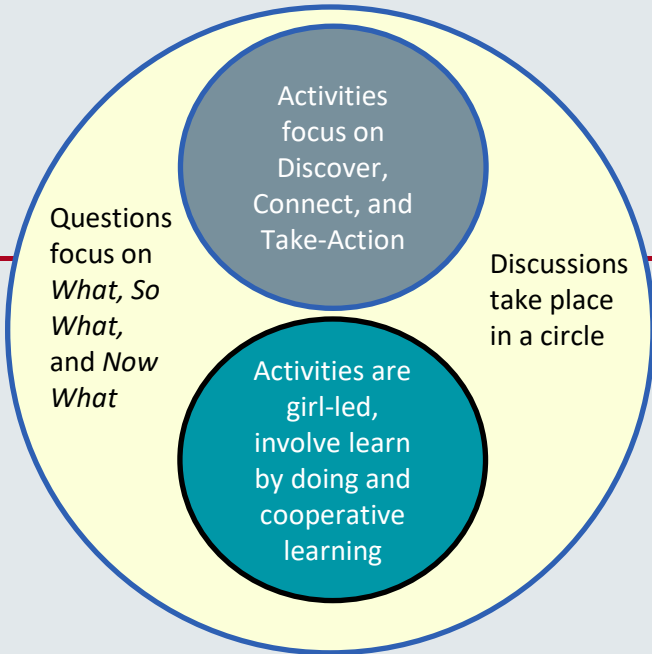 Activities
focus on
Discover,
Connect, and
Take-Action
Questions
focus on
What, So
What,
and Now
What
Discussions
take place
in a circle
Activities are
girl-led,
involve learn
by doing and
cooperative
learning